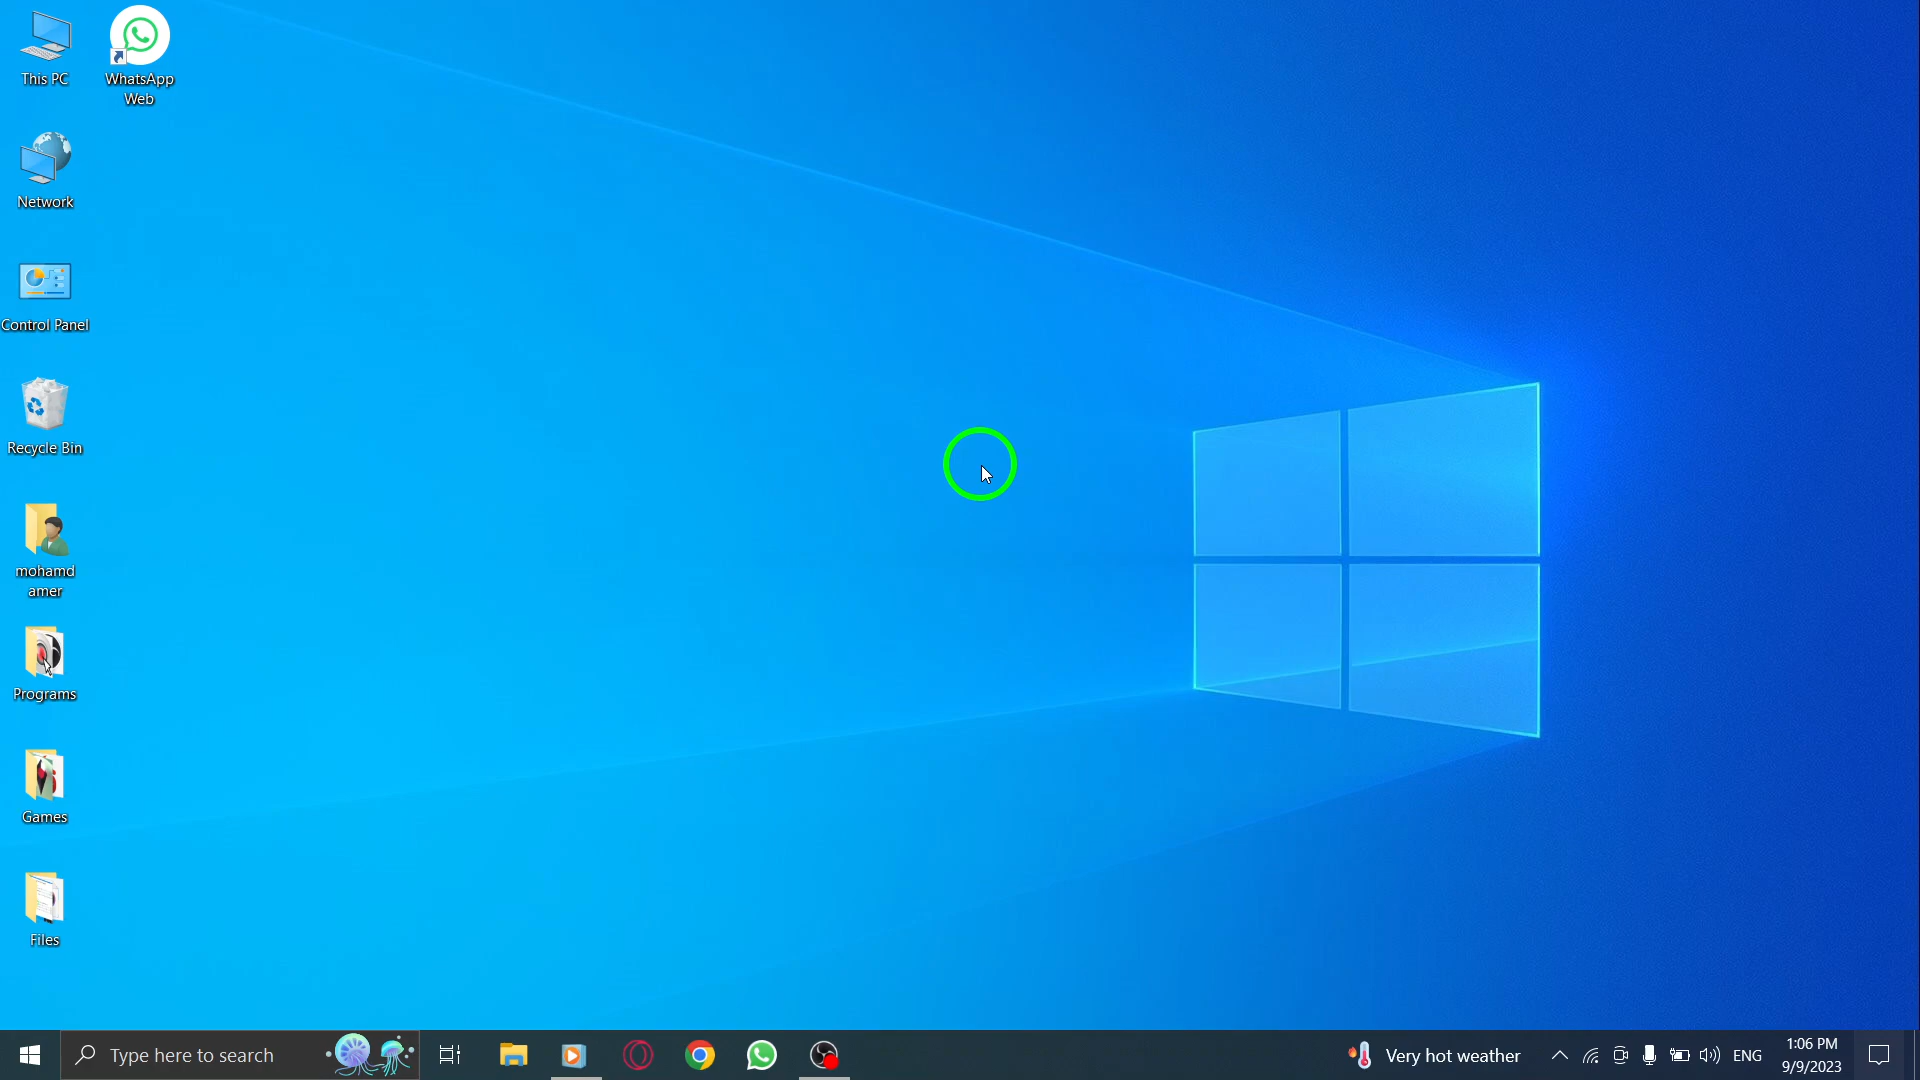 This PC
WhatsApp
Web
Network
Control Panel
Recycle Bin
mohamd
amer
Programs
Games
Files
Type here to search
Very hot weather
ENG
1:06 PM
9/9/2023